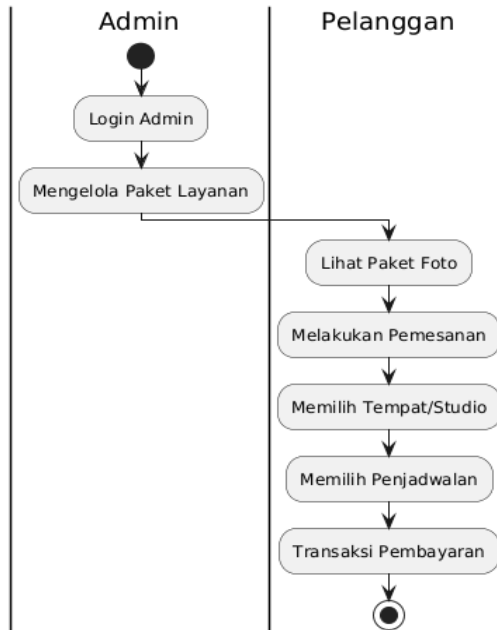 Admin
Pelanggan
Login Admin
Mengelola Paket Layanan
Lihat Paket Foto
Melakukan Pemesanan
Memilih Tempat/Studio
Memilih Penjadwalan
Transaksi Pembayaran